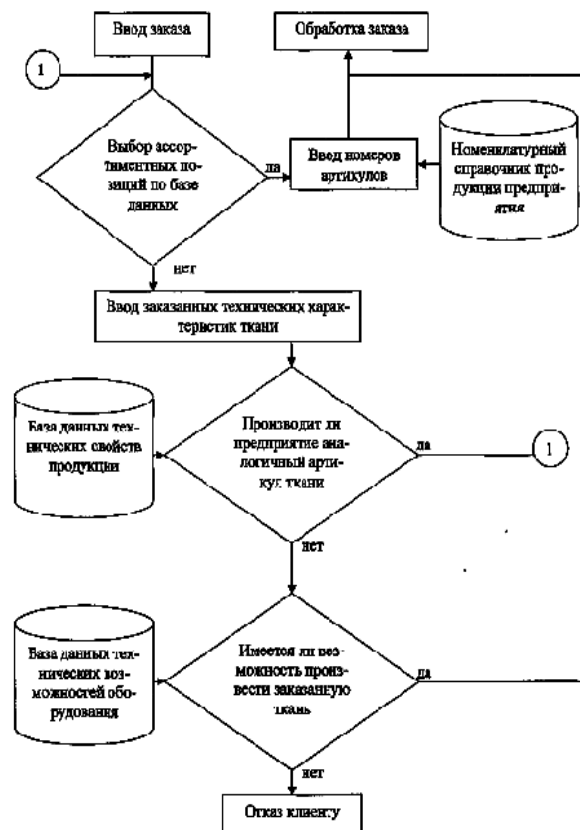 Ввод заказа
Обработка заказа
1
Выбор ассор-
тиментных по-
зиций по базе
данных
да
Ввод номеров
артикулов
Номенилатурный
справочник про-
дукции предпри-
ятия
нет
Ввод заказанных технических харак-
теристик ткани
База данных тех-
нических свойств
продукции
Производит ли
предприятие ана-
логичный арти-
кул ткани
да
1
нет
База данных тех-
нических воз-
можностей обо-
рудования
Имеется ли воз-
можность произ-
вести заказанную
ткань
да
нет
Отказ клиенту